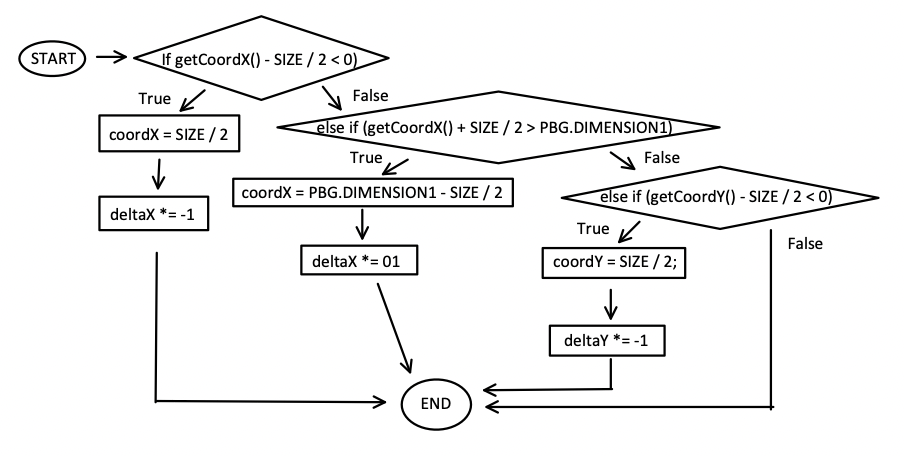 START
If getCoordX() - SIZE / 2 < 0)
True
False
coordX = SIZE / 2
else if (getCoordX() + SIZE / 2 > PBG.DIMENSION1)
True
False
coordX = PBG.DIMENSION1 - SIZE / 2
else if (getCoordY() - SIZE / 2 < 0)
deltaX *= -1
True
False
deltaX *= 01
coordY = SIZE / 2;
deltaY *= -1
END